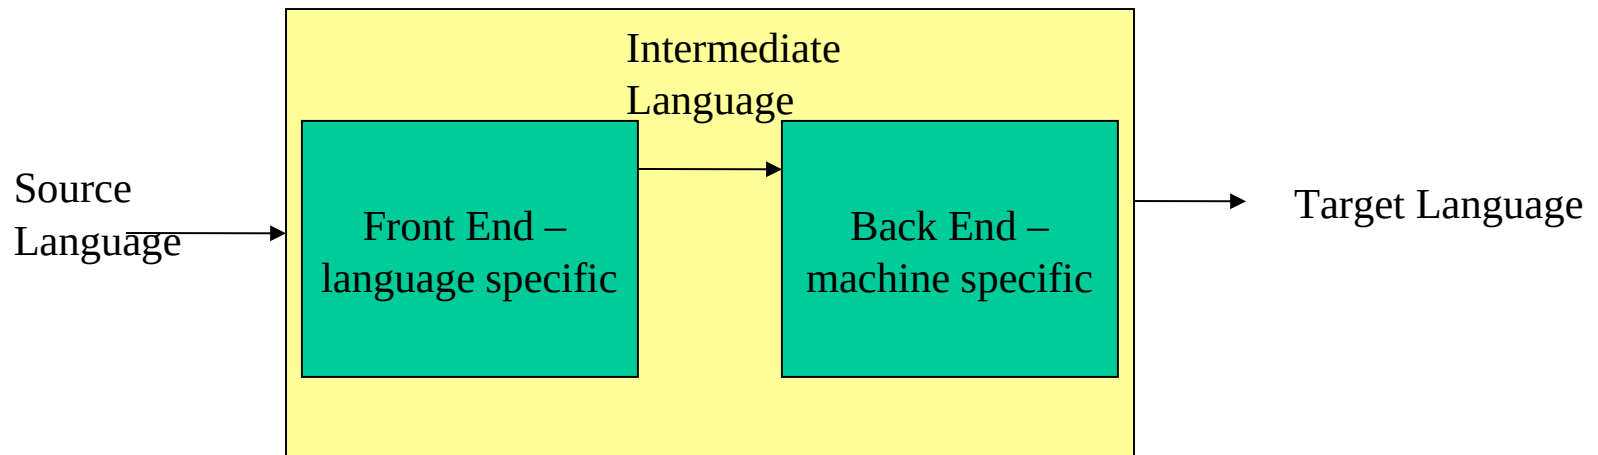 Intermediate
Language
Source
Language
Front End –
language specific
Back End –
machine specific
Target Language